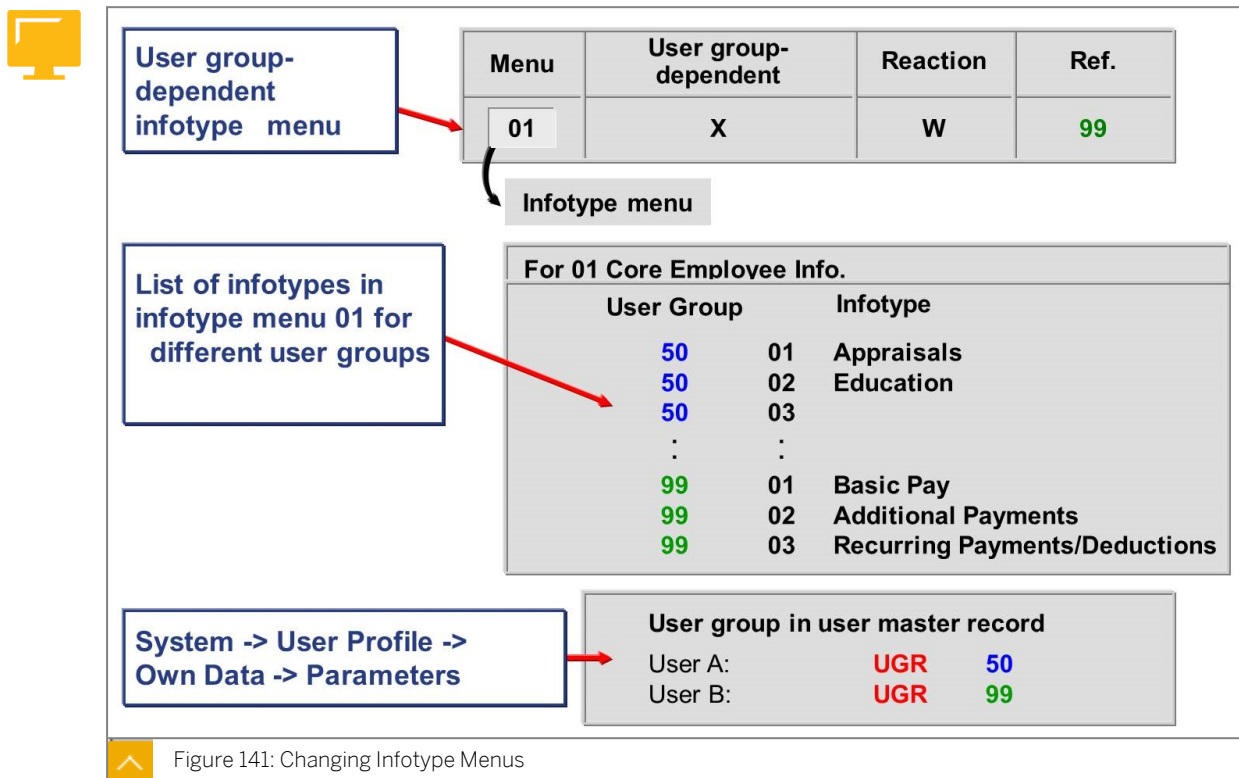 User group-
dependent
infotype menu
Menu User group-dependent Reaction Ref.
01 X W 99
Infotype menu
List of infotypes in
infotype menu 01 for
different user groups
For 01 Core Employee Info.
User Group Infotype
50 01 Appraisals
50 02 Education
50 03
: :
99 01 Basic Pay
99 02 Additional Payments
99 03 Recurring Payments/Deductions
System -> User Profile ->
Own Data -> Parameters
User group in user master record
User A: UGR 50
User B: UGR 99
Figure 141: Changing Infotype Menus